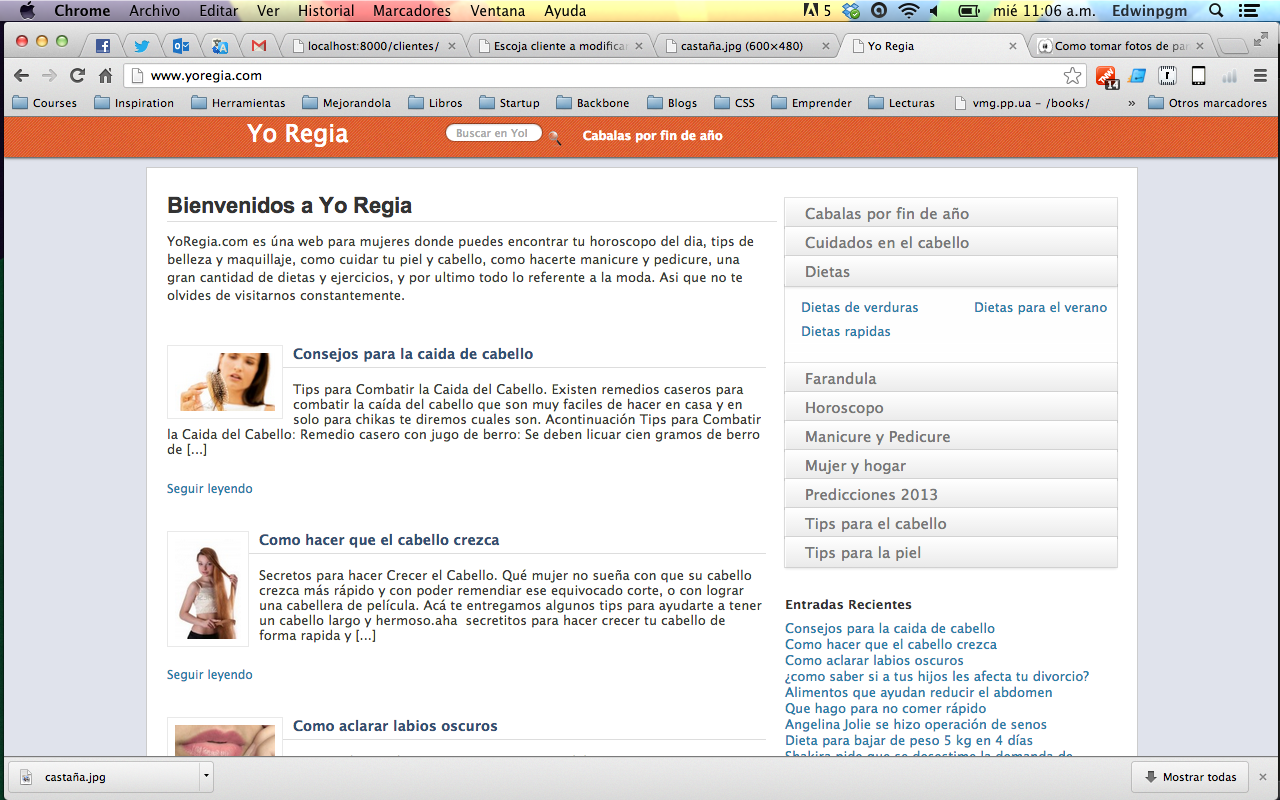 Chrome Archivo Editar Ver Historial Marcadores Ventana Ayuda 5 mié 11:06 a.m. Edwinpgm
localhost:8000/clientes/ Escoja cliente a modificar castaña.jpg (600×480) Yo Regia Como tomar fotos de pa
www.yoregia.com 14
Courses Inspiration Herramientas Mejorandola Libros Startup Backbone Blogs CSS Emprender Lecturas vmg.pp.ua – /books/ » Otros marcadores
Yo Regia Buscar en YoI Cabalas por fin de año
Bienvenidos a Yo Regia
YoRegia.com es úna web para mujeres donde puedes encontrar tu horoscopo del dia, tips de
belleza y maquillaje, como cuidar tu piel y cabello, como hacerte manicure y pedicure, una
gran cantidad de dietas y ejercicios, y por ultimo todo lo referente a la moda. Asi que no te
olvides de visitarnos constantemente.
Consejos para la caida de cabello
Tips para Combatir la Caida del Cabello. Existen remedios caseros para
combatir la caída del cabello que son muy faciles de hacer en casa y en
solo para chikas te diremos cuales son. Acontinuación Tips para Combatir
la Caida del Cabello: Remedio casero con jugo de berro: Se deben licuar cien gramos de berro
de [...]
Seguir leyendo
Como hacer que el cabello crezca
Secretos para hacer Crecer el Cabello. Qué mujer no sueña con que su cabello
crezca más rápido y con poder remendiar ese equivocado corte, o con lograr
una cabellera de película. Acá te entregamos algunos tips para ayudarte a tener
un cabello largo y hermoso.aha  secretitos para hacer crecer tu cabello de
forma rapida y [...]
Seguir leyendo
Como aclarar labios oscuros
Cabalas por fin de año
Cuidados en el cabello
Dietas
Dietas de verduras Dietas para el verano
Dietas rapidas
Farandula
Horoscopo
Manicure y Pedicure
Mujer y hogar
Predicciones 2013
Tips para el cabello
Tips para la piel
Entradas Recientes
Consejos para la caida de cabello
Como hacer que el cabello crezca
Como aclarar labios oscuros
¿como saber si a tus hijos les afecta tu divorcio?
Alimentos que ayudan reducir el abdomen
Que hago para no comer rápido
Angelina Jolie se hizo operación de senos
Dieta para bajar de peso 5 kg en 4 días
Shakira pide que se desestime la demanda de
castaña.jpg Mostrar todas